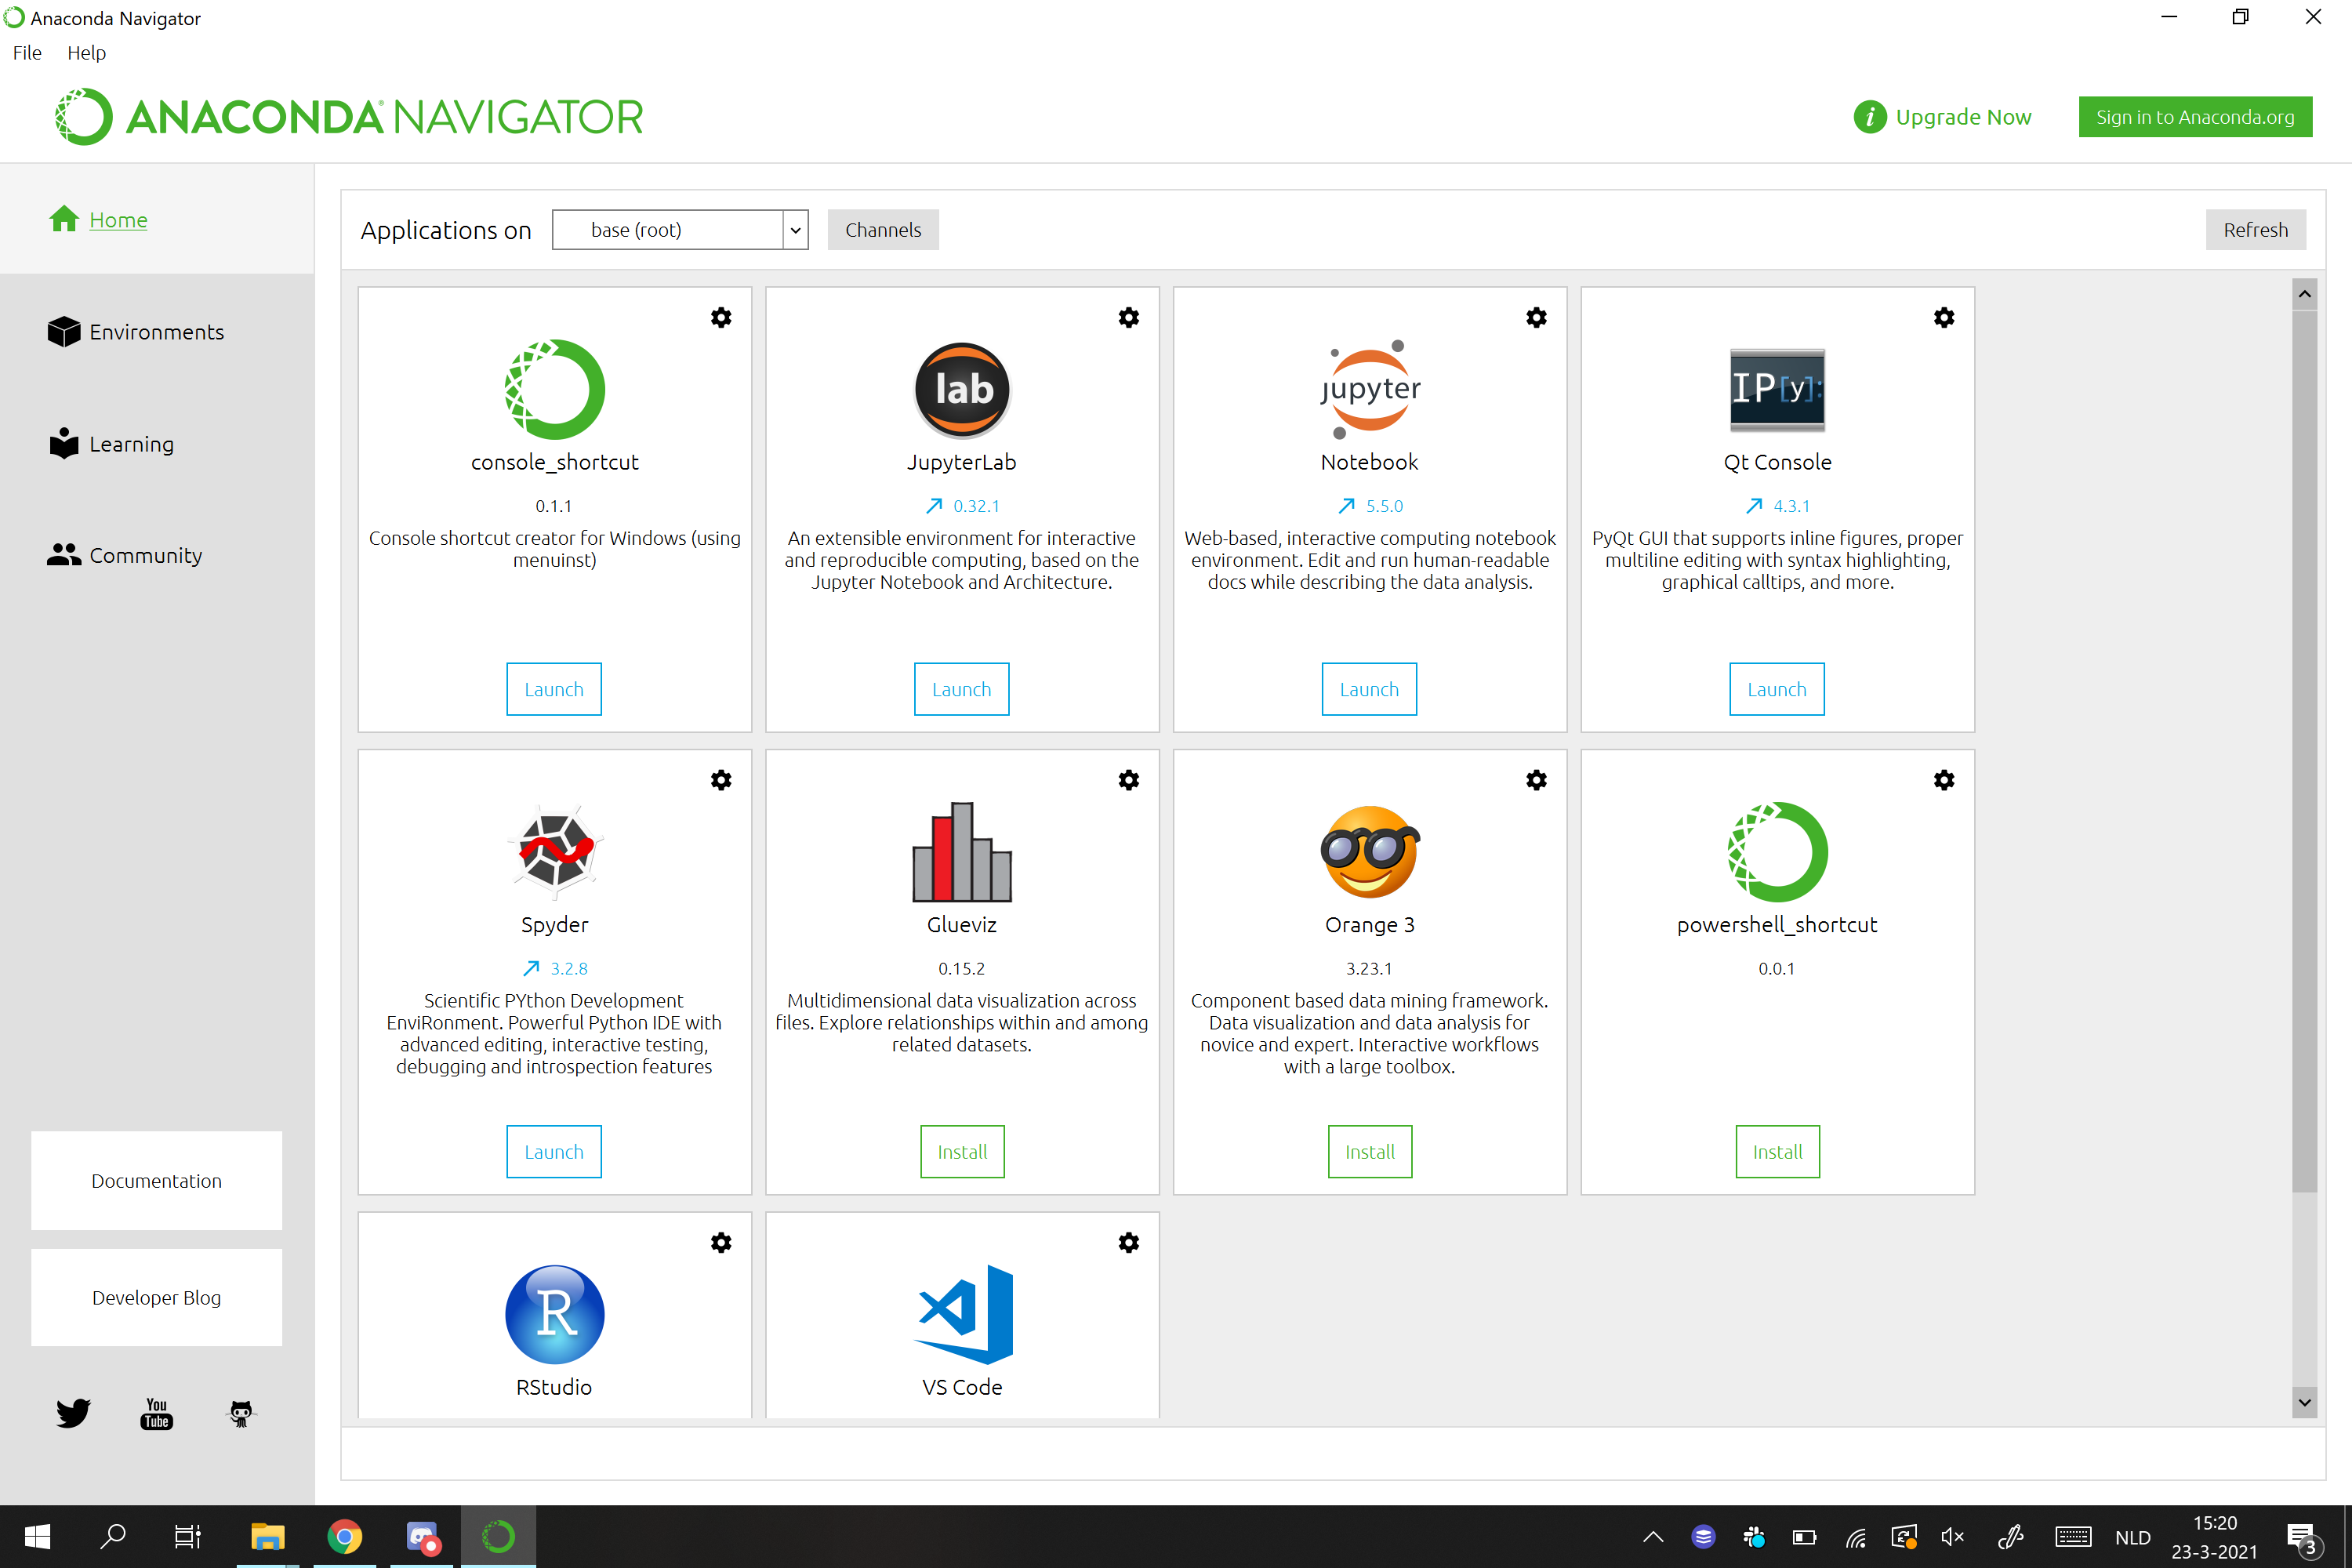 Anaconda Navigator
File Help
ANACONDA NAVIGATOR
i Upgrade Now
Sign in to Anaconda.org
Home
Environments
Learning
Community
Documentation
Developer Blog
You
Tube
Applications on base (root) Channels Refresh
console_shortcut
0.1.1
Console shortcut creator for Windows (using
menuinst)
Launch
lab
JupyterLab
0.32.1
An extensible environment for interactive
and reproducible computing, based on the
Jupyter Notebook and Architecture.
Launch
jupyter
Notebook
5.5.0
Web-based, interactive computing notebook
environment. Edit and run human-readable
docs while describing the data analysis.
Launch
IP[y]:
Qt Console
4.3.1
PyQt GUI that supports inline figures, proper
multiline editing with syntax highlighting,
graphical calltips, and more.
Launch
Spyder
3.2.8
Scientific PYthon Development
EnviRonment. Powerful Python IDE with
advanced editing, interactive testing,
debugging and introspection features
Launch
Glueviz
0.15.2
Multidimensional data visualization across
files. Explore relationships within and among
related datasets.
Install
Orange 3
3.23.1
Component based data mining framework.
Data visualization and data analysis for
novice and expert. Interactive workflows
with a large toolbox.
Install
powershell_shortcut
0.0.1
Install
R
RStudio
VS Code
NLD
15:20
23-3-2021
3